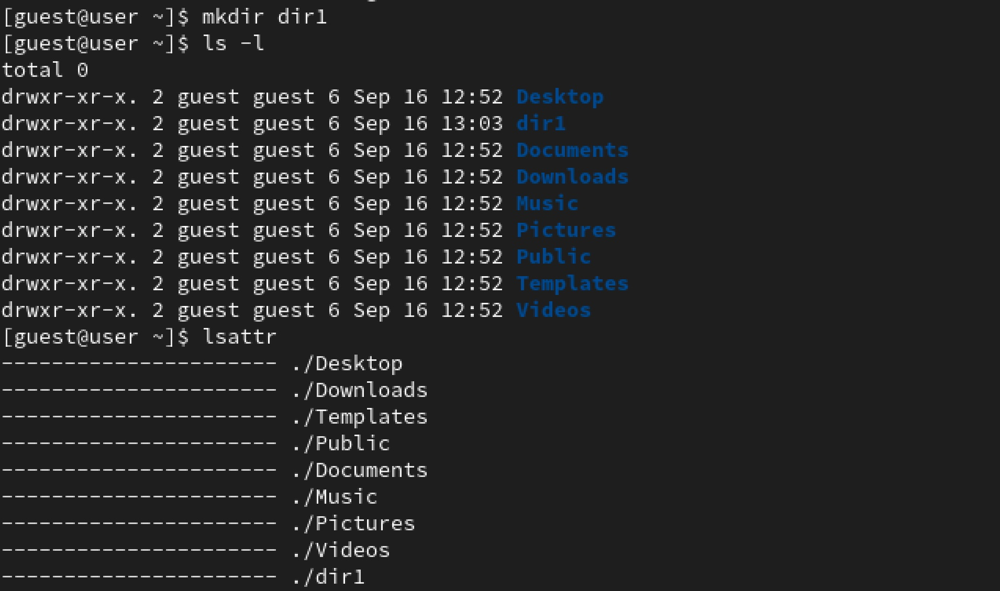 [guest@user ~]$ mkdir dir1
[guest@user ~]$ ls -l
total 0
drwxr-xr-x. 2 guest guest 6 Sep 16 12:52 Desktop
drwxr-xr-x. 2 guest guest 6 Sep 16 13:03 dir1
drwxr-xr-x. 2 guest guest 6 Sep 16 12:52 Documents
drwxr-xr-x. 2 guest guest 6 Sep 16 12:52 Downloads
drwxr-xr-x. 2 guest guest 6 Sep 16 12:52 Music
drwxr-xr-x. 2 guest guest 6 Sep 16 12:52 Pictures
drwxr-xr-x. 2 guest guest 6 Sep 16 12:52 Public
drwxr-xr-x. 2 guest guest 6 Sep 16 12:52 Templates
drwxr-xr-x. 2 guest guest 6 Sep 16 12:52 Videos
[guest@user ~]$ lsattr
---------------------- ./Desktop
---------------------- ./Downloads
---------------------- ./Templates
---------------------- ./Public
---------------------- ./Documents
---------------------- ./Music
---------------------- ./Pictures
---------------------- ./Videos
---------------------- ./dir1